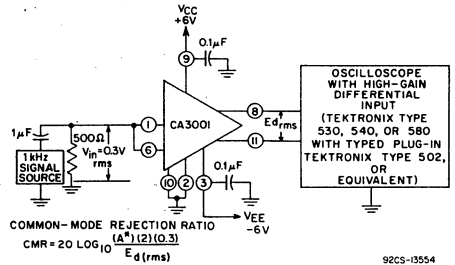 VCC
+6V
0.1μF
9
CA3001
1
6
8
11
10
2
3
Ed rms
OSCILLOSCOPE
WITH HIGH-GAIN
DIFFERENTIAL
INPUT
(TEKTRONIX TYPE
530, 540, OR 580
WITH TYPED PLUG-IN
TEKTRONIX TYPE 502,
OR
EQUIVALENT)
1μF
500Ω
Vin=0.3V
rms
1kHz
SIGNAL
SOURCE
0.1μF
VEE
-6V
COMMON-MODE REJECTION RATIO
CMR = 20 LOG10 (A*)(2)(0.3)
Ed(rms)
92CS-13554